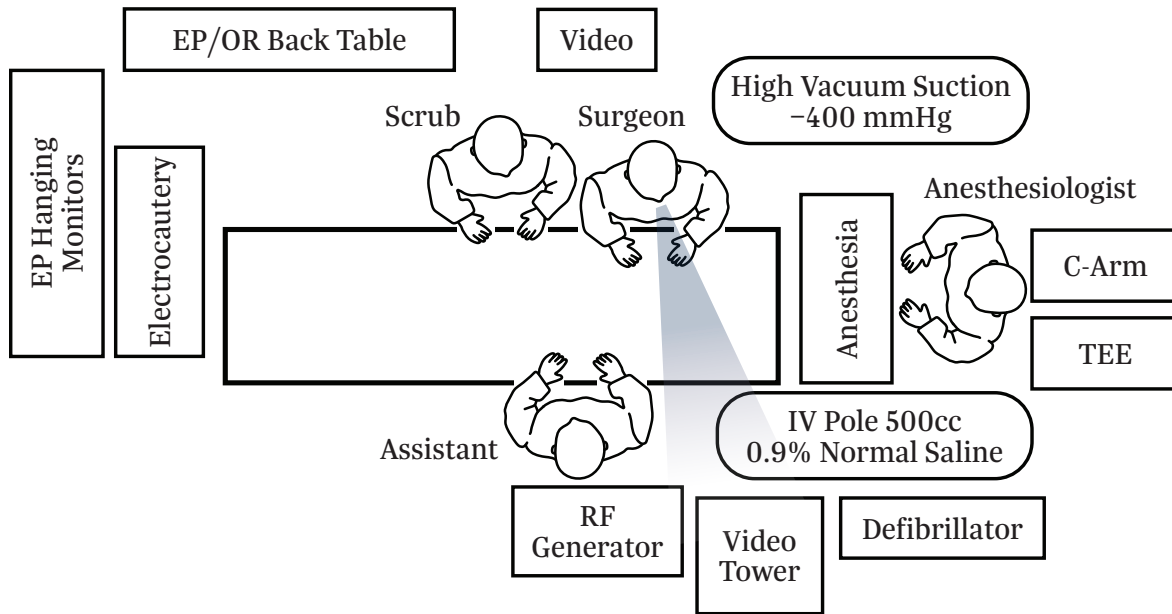 EP/OR Back Table
Video
High Vacuum Suction
−400 mmHg
Scrub
Surgeon
EP Hanging
Monitors
Electrocautery
Anesthesia
Anesthesiologist
C-Arm
TEE
Assistant
IV Pole 500cc
0.9% Normal Saline
RF
Generator
Video
Tower
Defibrillator